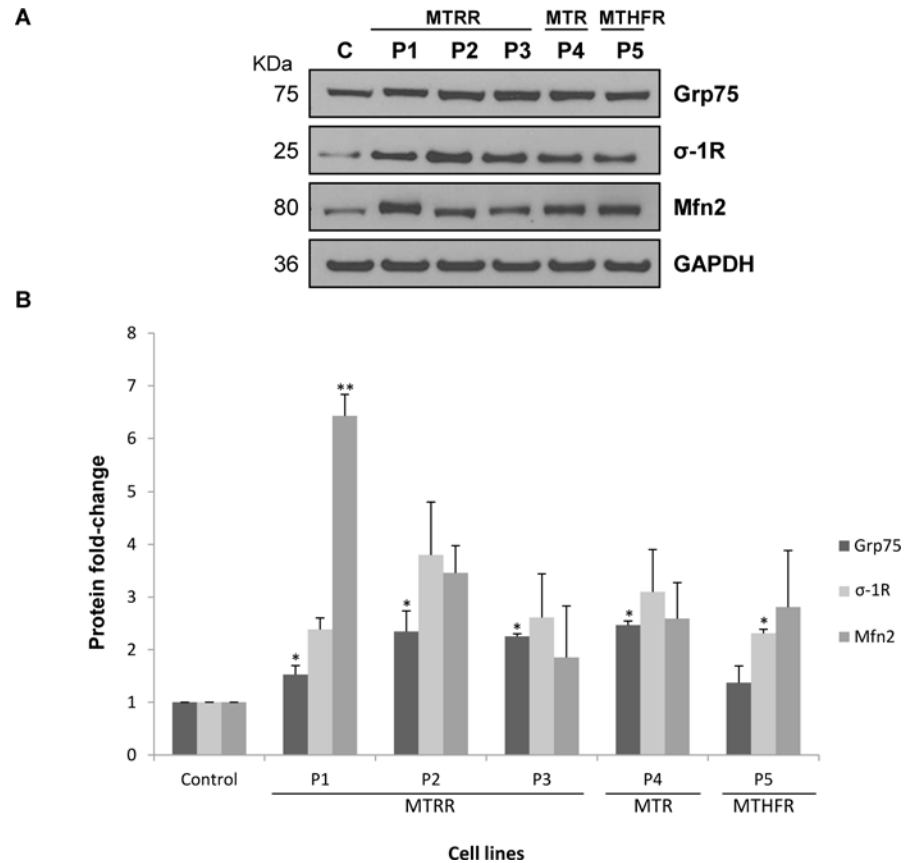 A
MTRR MTR MTHFR
C P1 P2 P3 P4 P5
KDa
75 Grp75
25 σ-1R
80 Mfn2
36 GAPDH
B
8
7
6
5
4
3
2
1
0
Protein fold-change
**
*
*
*
*
*
Grp75
σ-1R
Mfn2
Control P1 P2 P3 P4 P5
MTRR MTR MTHFR
Cell lines